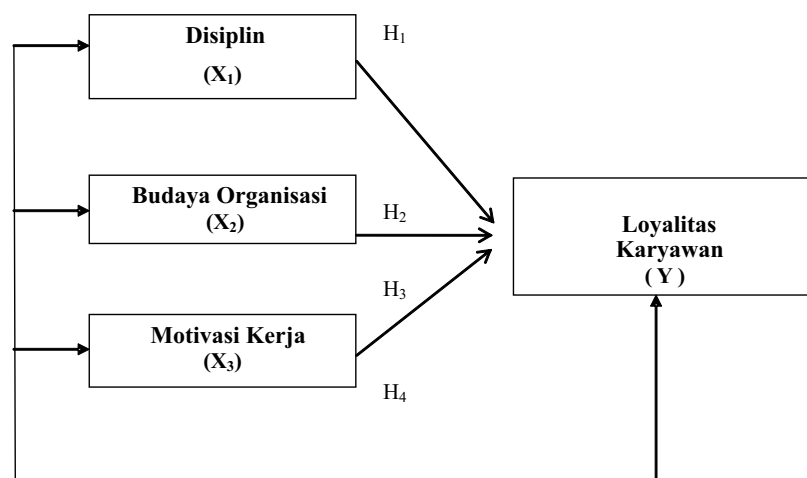 Disiplin
(X₁)
H₁
Budaya Organisasi
(X₂)
H₂
Loyalitas
Karyawan
( Y )
H₃
Motivasi Kerja
(X₃)
H₄